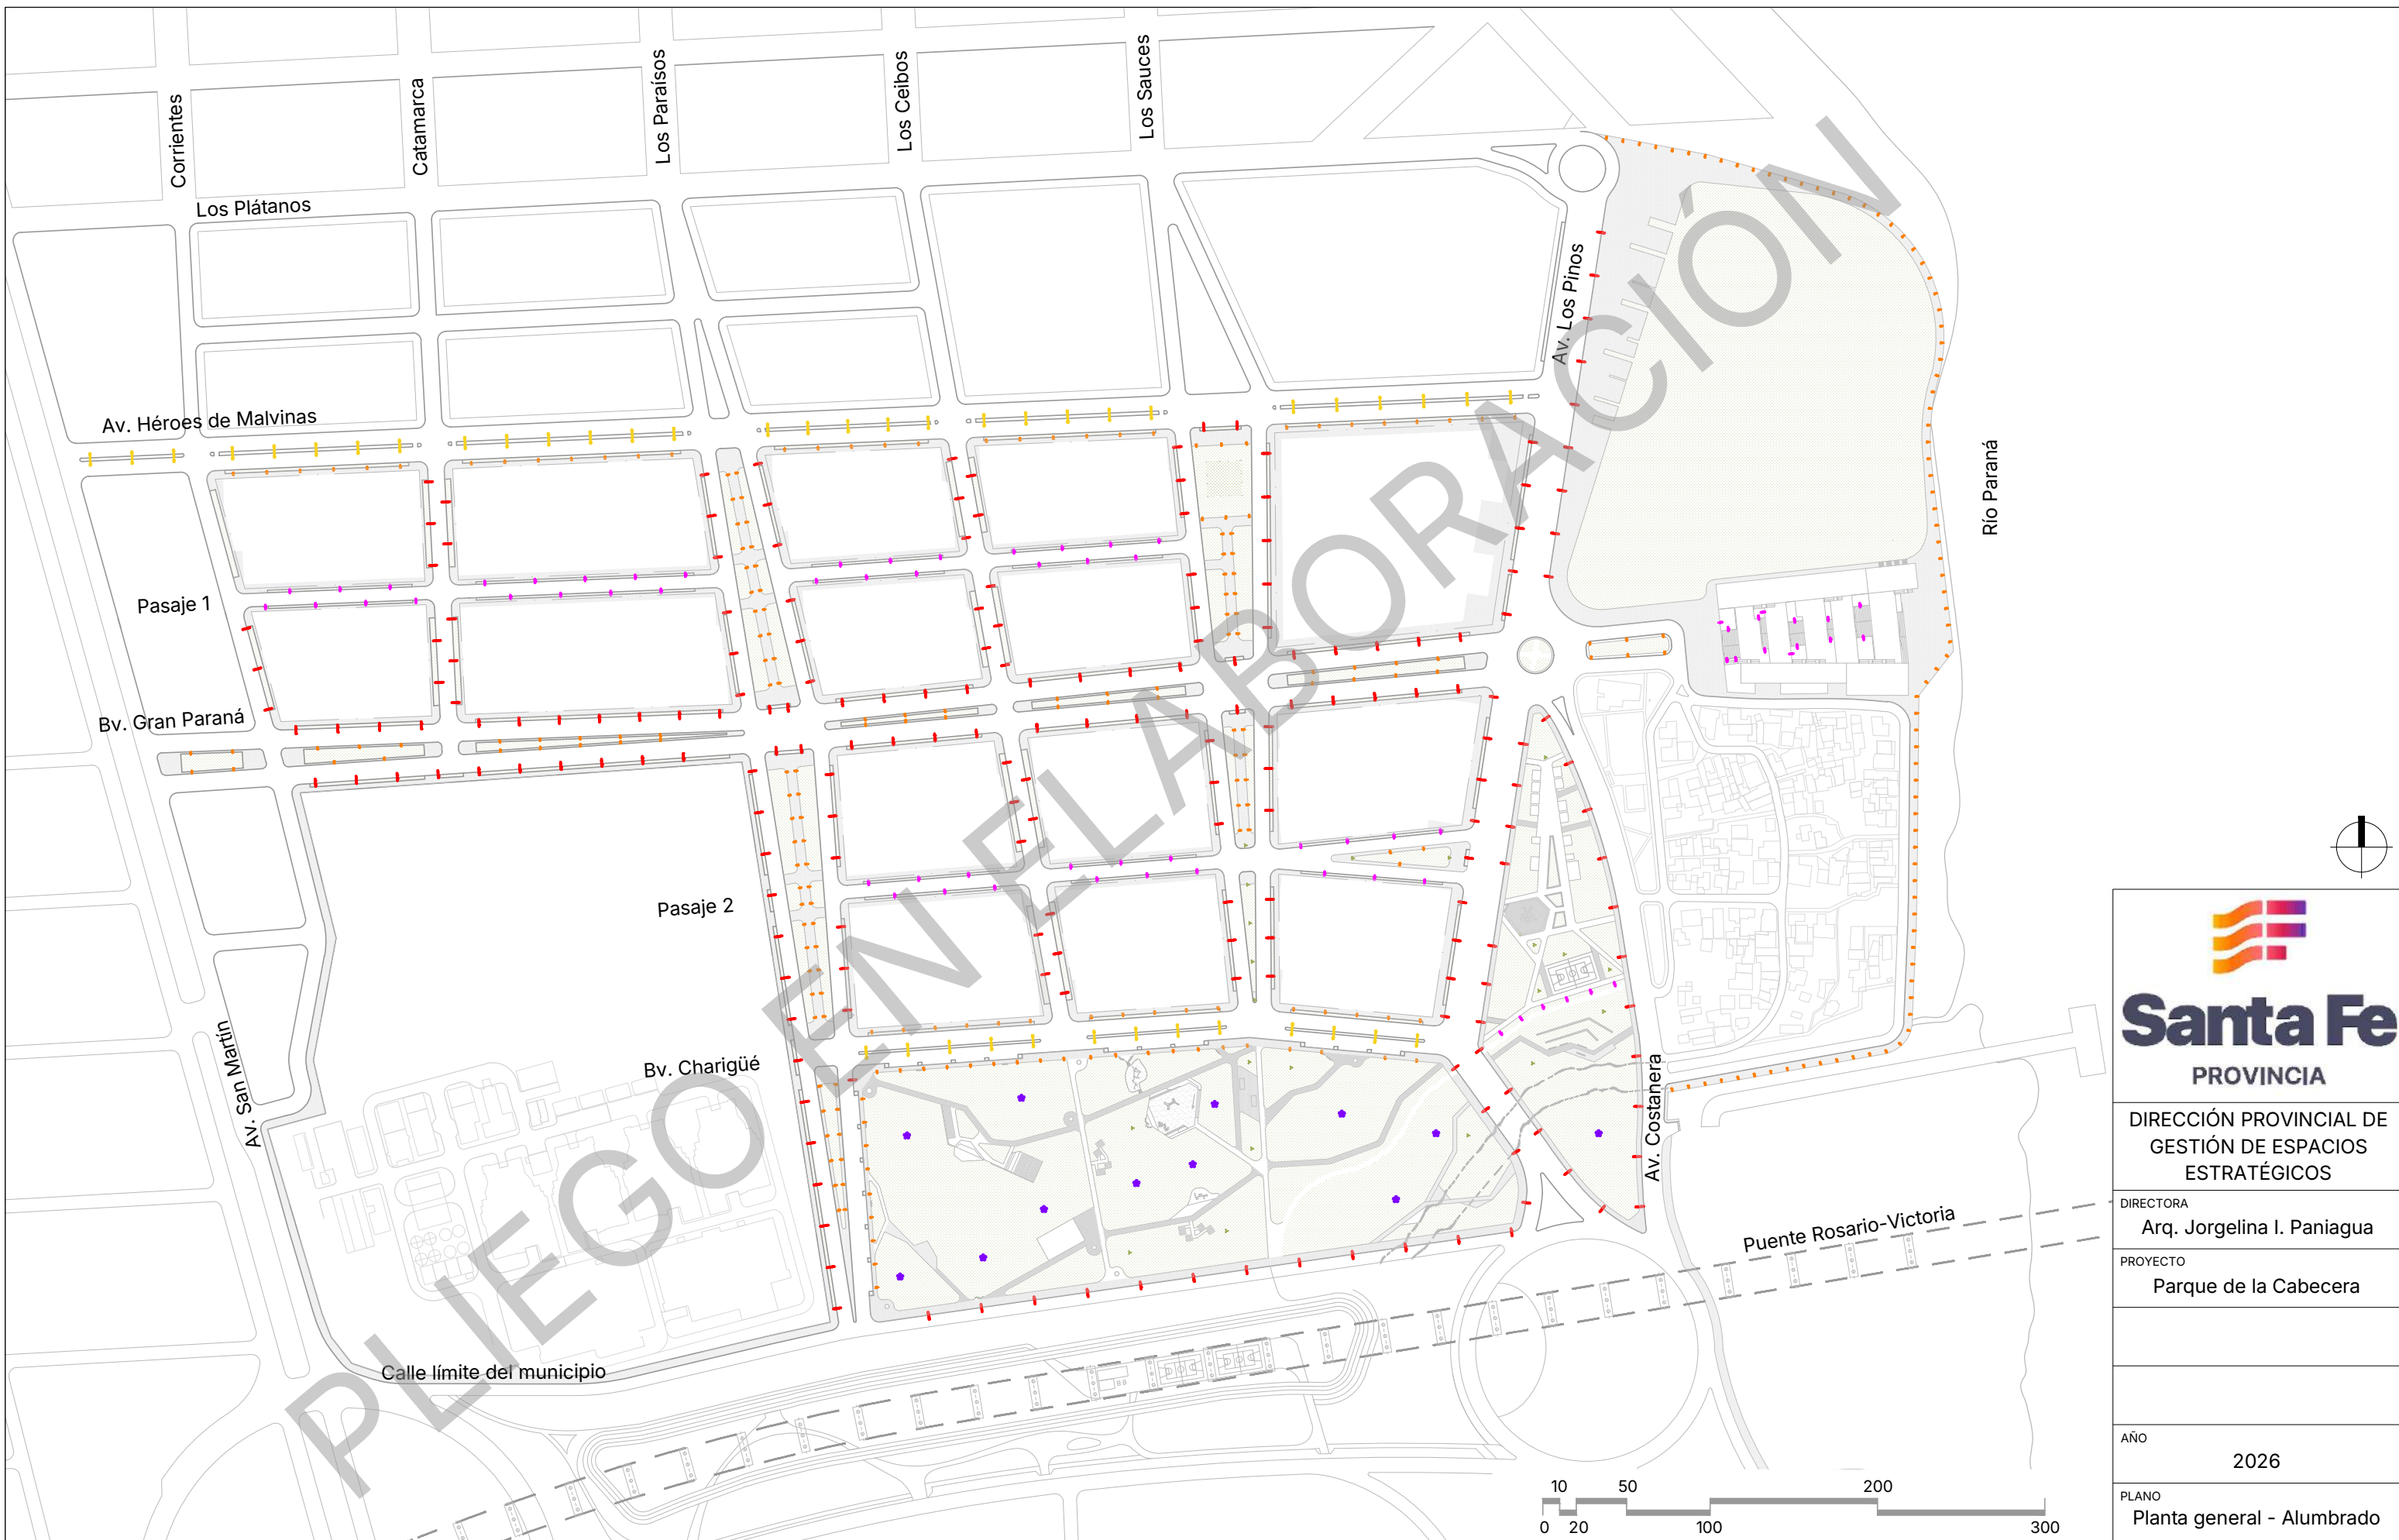 Corrientes
Catamarca
Los Paraísos
Los Ceibos
Los Sauces
Los Plátanos
Av. Los Pinos
Av. Héroes de Malvinas
Río Paraná
Pasaje 1
Bv. Gran Paraná
Pasaje 2
Bv. Charigüé
Av. San Martín
Av. Costanera
Puente Rosario-Victoria
Calle límite del municipio
PLIEGO EN ELABORACIÓN
10 50 200
0 20 100 300
Santa Fe
PROVINCIA
DIRECCIÓN PROVINCIAL DE
GESTIÓN DE ESPACIOS
ESTRATÉGICOS
DIRECTORA
Arq. Jorgelina I. Paniagua
PROYECTO
Parque de la Cabecera
AÑO
2026
PLANO
Planta general - Alumbrado